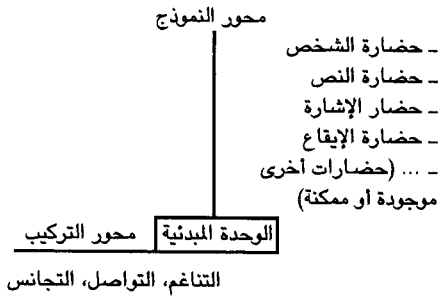 محور النموذج
ـ حضارة الشخص
ـ حضارة النص
ـ حضار الإشارة
ـ حضارة الإيقاع
ـ ... (حضارات أخرى
موجودة أو ممكنة)
الوحدة المبدئية
محور التركيب
التناغم، التواصل، التجانس